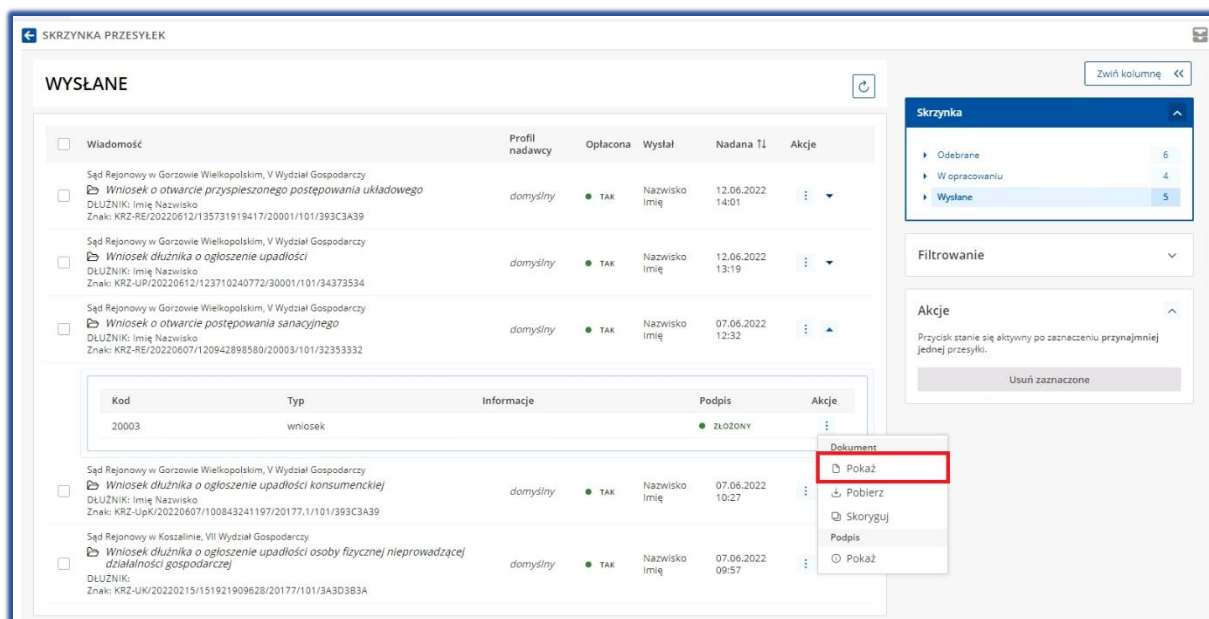 SKRZYNKA PRZESYŁEK
WYSŁANE
Wiadomość Profil nadawcy Opłacona Wysłał Nadana Akcje
Sąd Rejonowy w Gorzowie Wielkopolskim, V Wydział Gospodarczy
Wniosek o otwarcie przyspieszonego postępowania układowego
DŁUŻNIK: Imię Nazwisko
Znak: KRZ-RE/20220612/135731919417/20001/101/393C3A39
domyślny TAK Nazwisko Imię 12.06.2022 14:01
Sąd Rejonowy w Gorzowie Wielkopolskim, V Wydział Gospodarczy
Wniosek dłużnika o ogłoszenie upadłości
DŁUŻNIK: Imię Nazwisko
Znak: KRZ-UP/20220612/123710240772/30001/101/34373534
domyślny TAK Nazwisko Imię 12.06.2022 13:19
Sąd Rejonowy w Gorzowie Wielkopolskim, V Wydział Gospodarczy
Wniosek o otwarcie postępowania sanacyjnego
DŁUŻNIK: Imię Nazwisko
Znak: KRZ-RE/20220607/120942898580/20003/101/32353332
domyślny TAK Nazwisko Imię 07.06.2022 12:32
Kod Typ Informacje Podpis Akcje
20003 wniosek ZŁOŻONY
Dokument
Pokaż
Pobierz
Skoryguj
Podpis
Pokaż
Sąd Rejonowy w Gorzowie Wielkopolskim, V Wydział Gospodarczy
Wniosek dłużnika o ogłoszenie upadłości konsumenckiej
DŁUŻNIK: Imię Nazwisko
Znak: KRZ-UpK/20220607/100843241197/20177.1/101/393C3A39
domyślny TAK Nazwisko Imię 07.06.2022 10:27
Sąd Rejonowy w Koszalinie, VII Wydział Gospodarczy
Wniosek dłużnika o ogłoszenie upadłości osoby fizycznej nieprowadzącej
działalności gospodarczej
DŁUŻNIK:
Znak: KRZ-UK/20220215/151921909628/20177/101/3A3D3B3A
domyślny TAK Nazwisko Imię 07.06.2022 09:57
Zwiń kolumnę
Skrzynka
Odebrane 6
W opracowaniu 4
Wysłane 5
Filtrowanie
Akcje
Przycisk stanie się aktywny po zaznaczeniu przynajmniej
jednej przesyłki.
Usuń zaznaczone